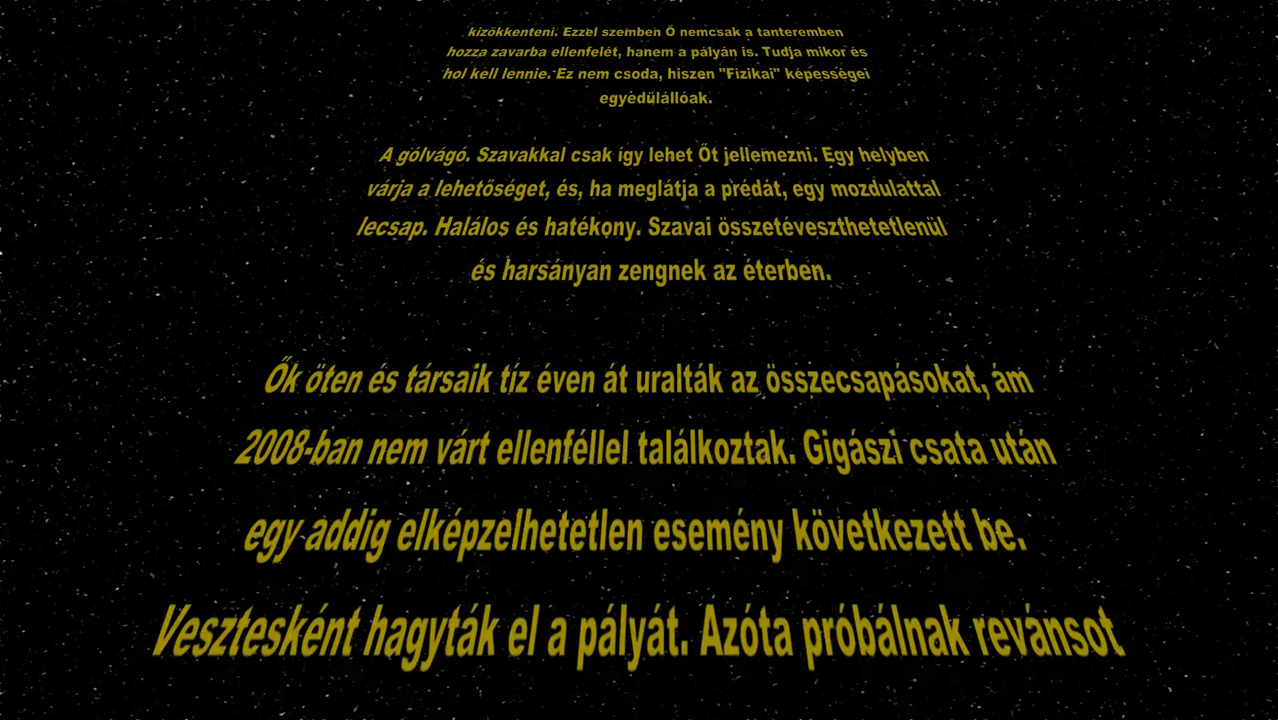 kizökkenteni. Ezzel szemben Ő nemcsak a tanteremben
hozza zavarba ellenfelét, hanem a pályán is. Tudja mikor és
hol kell lennie. Ez nem csoda, hiszen "Fizikai" képességei
egyedülállóak.
A gólvágó. Szavakkal csak így lehet Őt jellemezni. Egy helyben
várja a lehetőséget, és, ha meglátja a prédát, egy mozdulattal
lecsap. Halálos és hatékony. Szavai összetéveszthetetlenül
és harsányan zengnek az éterben.
Ők öten és társaik tíz éven át uralták az összecsapásokat, ám
2008-ban nem várt ellenféllel találkoztak. Gigászi csata után
egy addig elképzelhetetlen esemény következett be.
Vesztesként hagyták el a pályát. Azóta próbálnak revánsot